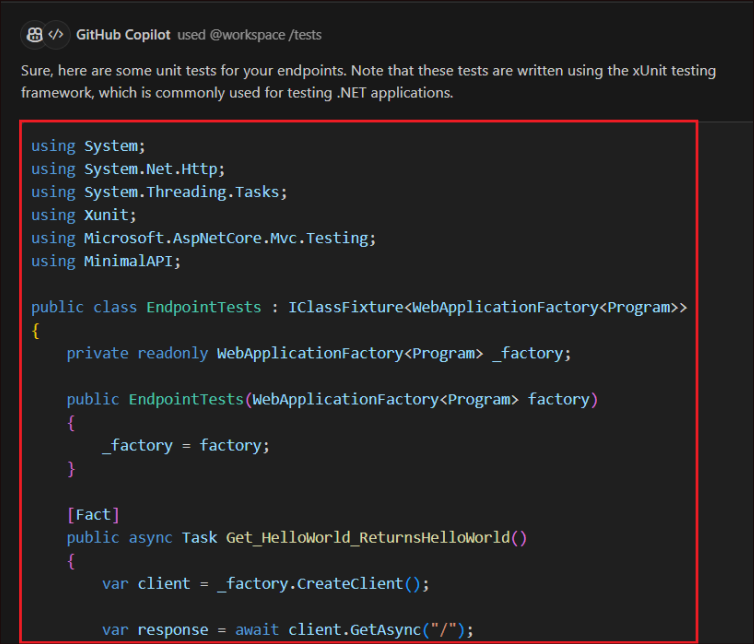 GitHub Copilot used @workspace /tests
Sure, here are some unit tests for your endpoints. Note that these tests are written using the xUnit testing
framework, which is commonly used for testing .NET applications.
using System;
using System.Net.Http;
using System.Threading.Tasks;
using Xunit;
using Microsoft.AspNetCore.Mvc.Testing;
using MinimalAPI;
public class EndpointTests : IClassFixture<WebApplicationFactory<Program>>
{
    private readonly WebApplicationFactory<Program> _factory;
    public EndpointTests(WebApplicationFactory<Program> factory)
    {
        _factory = factory;
    }
    [Fact]
    public async Task Get_HelloWorld_ReturnsHelloWorld()
    {
        var client = _factory.CreateClient();
        var response = await client.GetAsync("/");